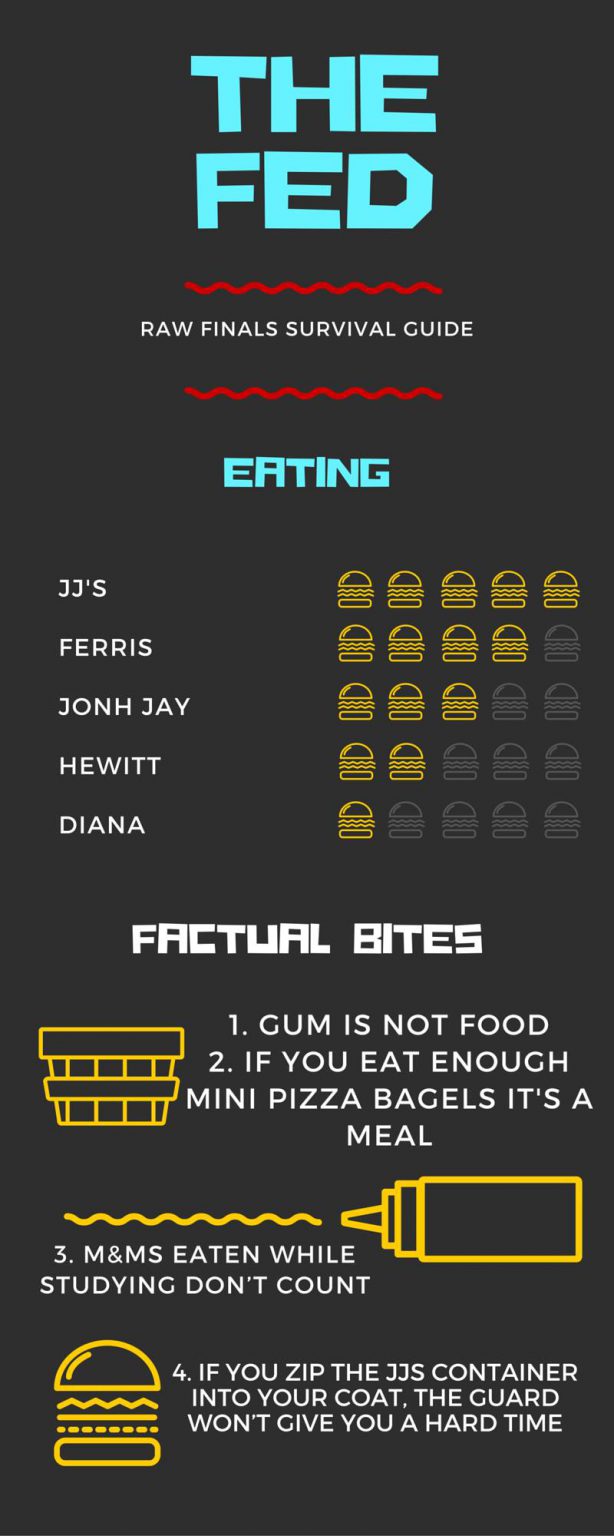 THE
FED
RAW FINALS SURVIVAL GUIDE
EATING
JJ'S
FERRIS
JONH JAY
HEWITT
DIANA
FACTUAL BITES
1. GUM IS NOT FOOD
2. IF YOU EAT ENOUGH
MINI PIZZA BAGELS IT'S A
MEAL
3. M&MS EATEN WHILE
STUDYING DON’T COUNT
4. IF YOU ZIP THE JJS CONTAINER
INTO YOUR COAT, THE GUARD
WON’T GIVE YOU A HARD TIME